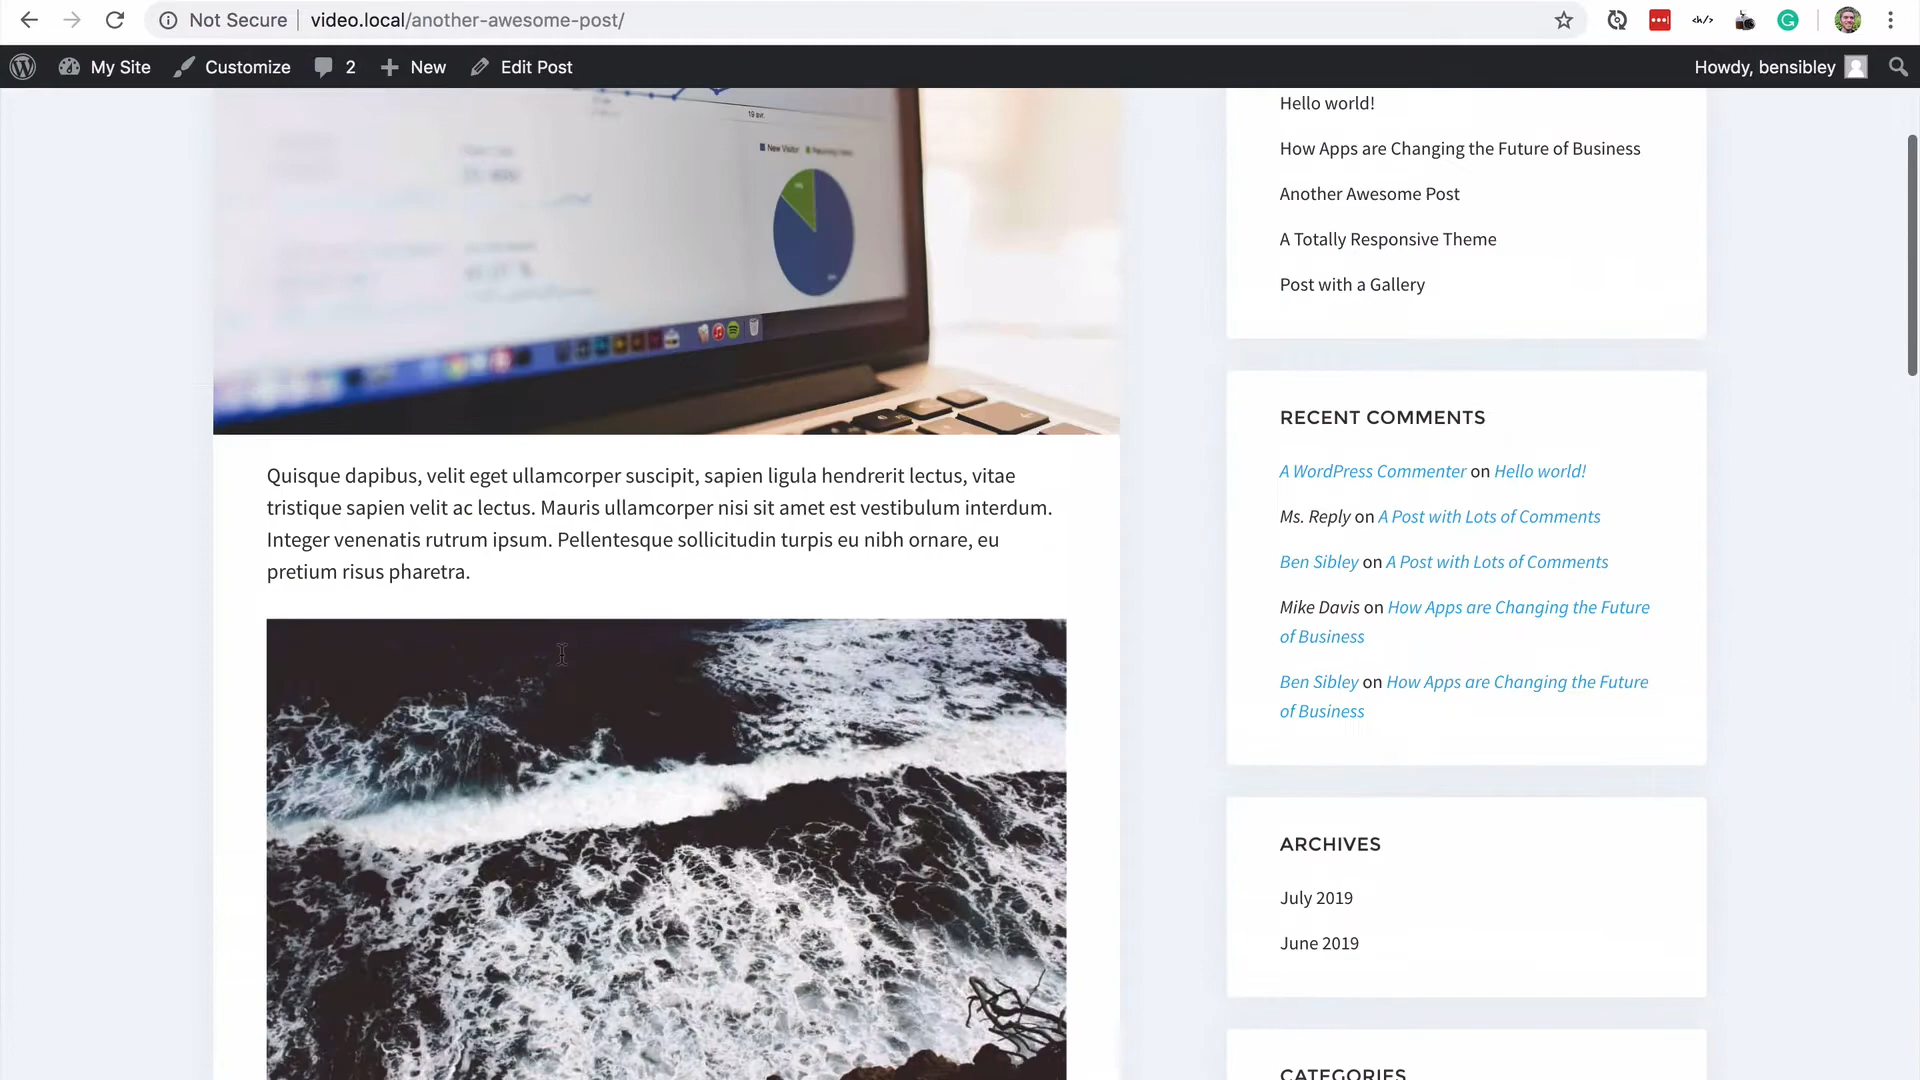 Not Secure
video.local/another-awesome-post/
My Site
Customize
2
New
Edit Post
Howdy, bensibley
19 avr.
New Visitor
Quisque dapibus, velit eget ullamcorper suscipit, sapien ligula hendrerit lectus, vitae
tristique sapien velit ac lectus. Mauris ullamcorper nisi sit amet est vestibulum interdum.
Integer venenatis rutrum ipsum. Pellentesque sollicitudin turpis eu nibh ornare, eu
pretium risus pharetra.
Hello world!
How Apps are Changing the Future of Business
Another Awesome Post
A Totally Responsive Theme
Post with a Gallery
RECENT COMMENTS
A WordPress Commenter on Hello world!
Ms. Reply on A Post with Lots of Comments
Ben Sibley on A Post with Lots of Comments
Mike Davis on How Apps are Changing the Future
of Business
Ben Sibley on How Apps are Changing the Future
of Business
ARCHIVES
July 2019
June 2019
CATEGORIES